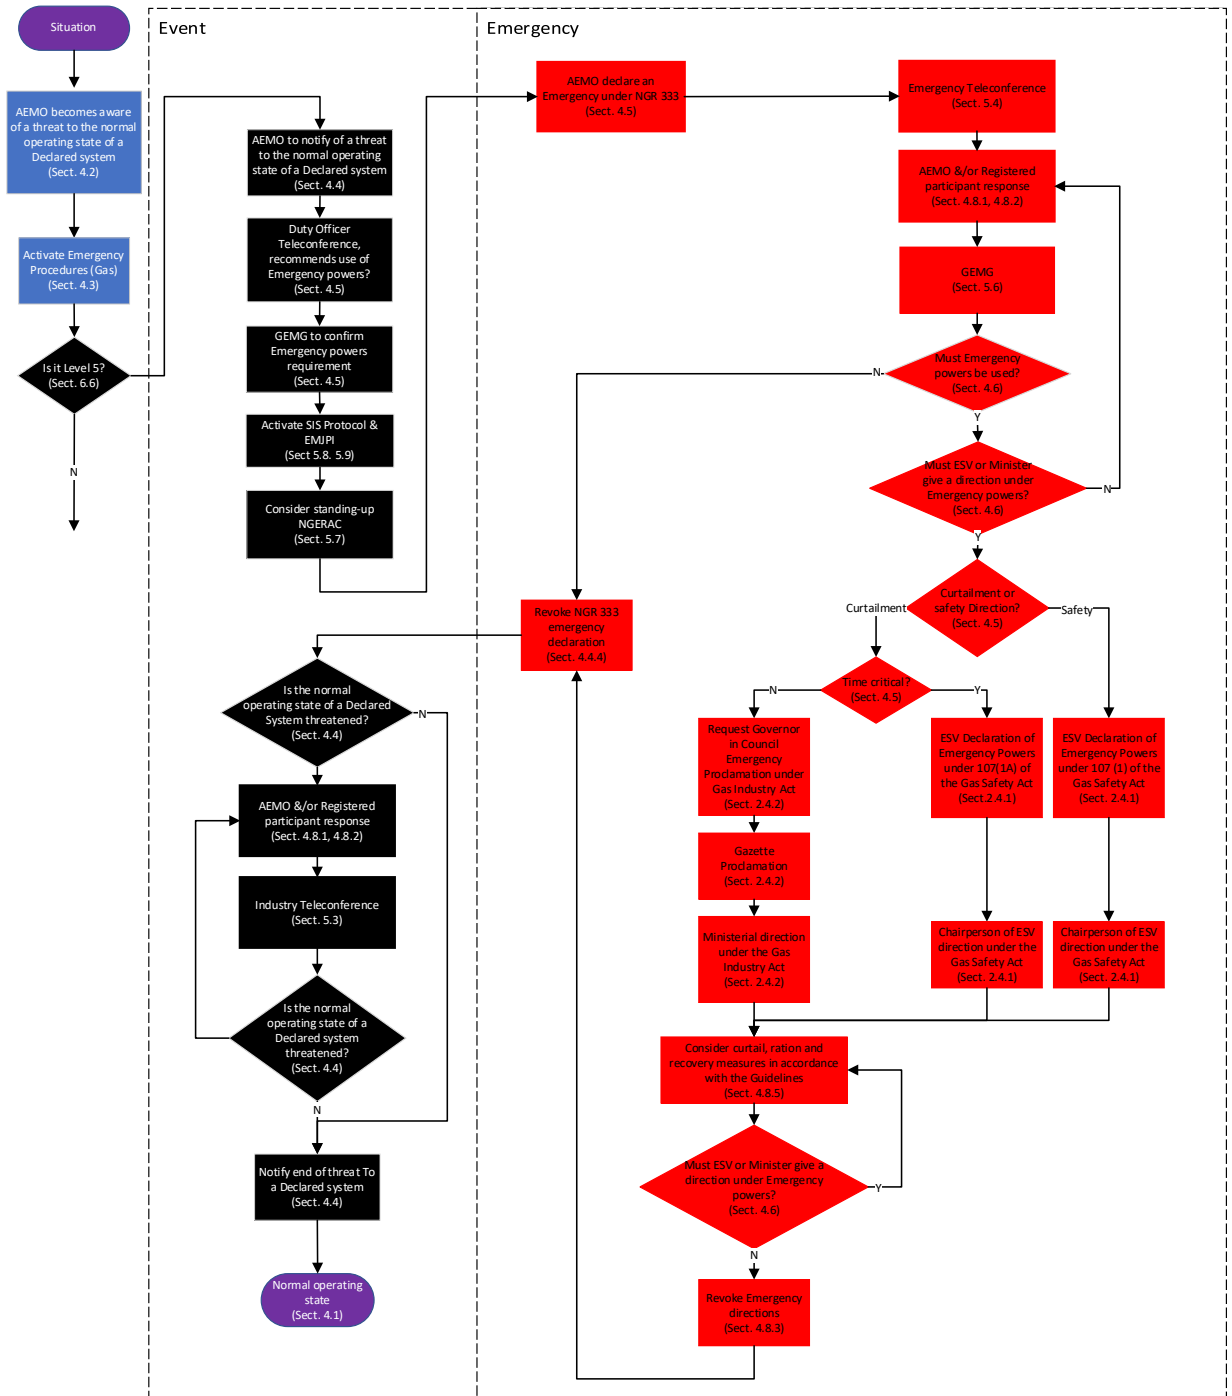 Situation
Event
Emergency
AEMO becomes aware
of a threat to the normal
operating state of a
Declared system
(Sect. 4.2)
Activate Emergency
Procedures (Gas)
(Sect. 4.3)
Is it Level 5?
(Sect. 6.6)
N
AEMO to notify of a threat
to the normal operating
state of a Declared system
(Sect. 4.4)
Duty Officer
Teleconference,
recommends use of
Emergency powers?
(Sect. 4.5)
GEMG to confirm
Emergency powers
requirement
(Sect. 4.5)
Activate SIS Protocol &
EMJPI
(Sect 5.8. 5.9)
Consider standing-up
NGERAC
(Sect. 5.7)
AEMO declare an
Emergency under NGR 333
(Sect. 4.5)
Emergency Teleconference
(Sect. 5.4)
AEMO &/or Registered
participant response
(Sect. 4.8.1, 4.8.2)
GEMG
(Sect. 5.6)
Must Emergency
powers be used?
(Sect. 4.6)
N
Y
Must ESV or Minister
give a direction under
Emergency powers?
(Sect. 4.6)
N
Y
Curtailment or
safety Direction?
(Sect. 4.5)
Curtailment
Safety
Time critical?
(Sect. 4.5)
N
Y
Request Governor
in Council
Emergency
Proclamation under
Gas Industry Act
(Sect. 2.4.2)
ESV Declaration of
Emergency Powers
under 107(1A) of
the Gas Safety Act
(Sect.2.4.1)
ESV Declaration of
Emergency Powers
under 107 (1) of the
Gas Safety Act
(Sect. 2.4.1)
Gazette
Proclamation
(Sect. 2.4.2)
Ministerial direction
under the Gas
Industry Act
(Sect. 2.4.2)
Chairperson of ESV
direction under the
Gas Safety Act
(Sect. 2.4.1)
Chairperson of ESV
direction under the
Gas Safety Act
(Sect. 2.4.1)
Consider curtail, ration and
recovery measures in accordance
with the Guidelines
(Sect. 4.8.5)
Must ESV or Minister give a
direction under Emergency
powers?
(Sect. 4.6)
Y
N
Revoke Emergency
directions
(Sect. 4.8.3)
Revoke NGR 333
emergency
declaration
(Sect. 4.4.4)
Is the normal
operating state of a Declared
System threatened?
(Sect. 4.4)
N
AEMO &/or Registered
participant response
(Sect. 4.8.1, 4.8.2)
Industry Teleconference
(Sect. 5.3)
Is the normal
operating state of a
Declared system
threatened?
(Sect. 4.4)
N
Notify end of threat To
a Declared system
(Sect. 4.4)
Normal operating
state
(Sect. 4.1)